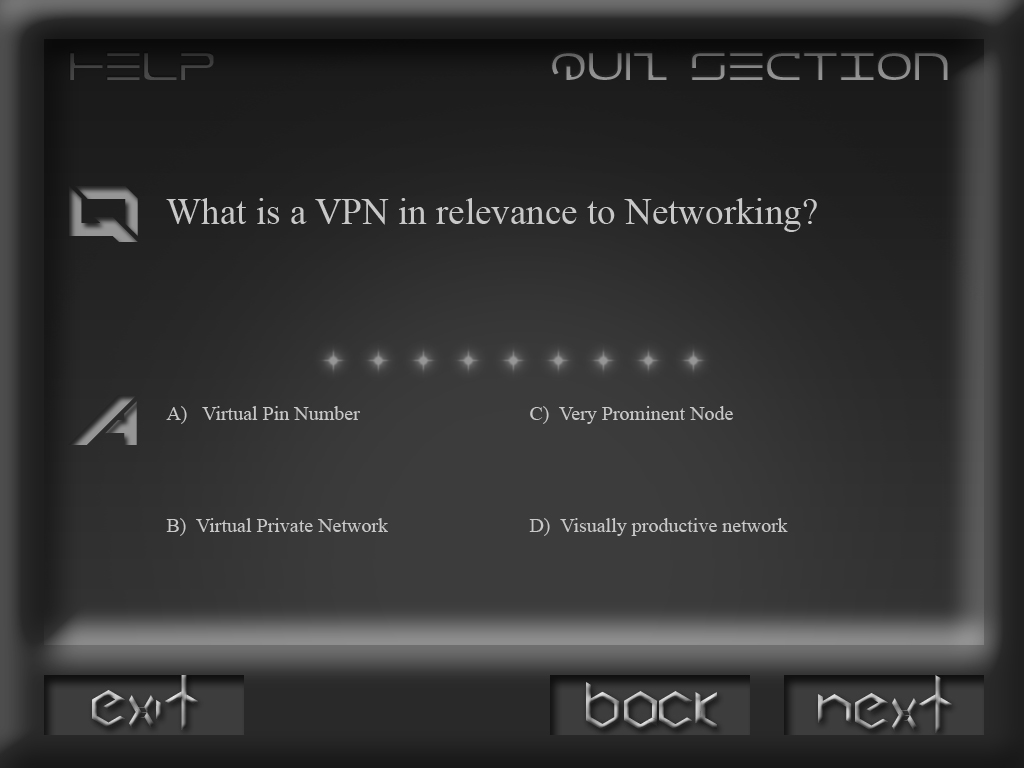 HELP
QUIZ SECTION
Q What is a VPN in relevance to Networking?
A
A) Virtual Pin Number
C) Very Prominent Node
B) Virtual Private Network
D) Visually productive network
exit
back
next